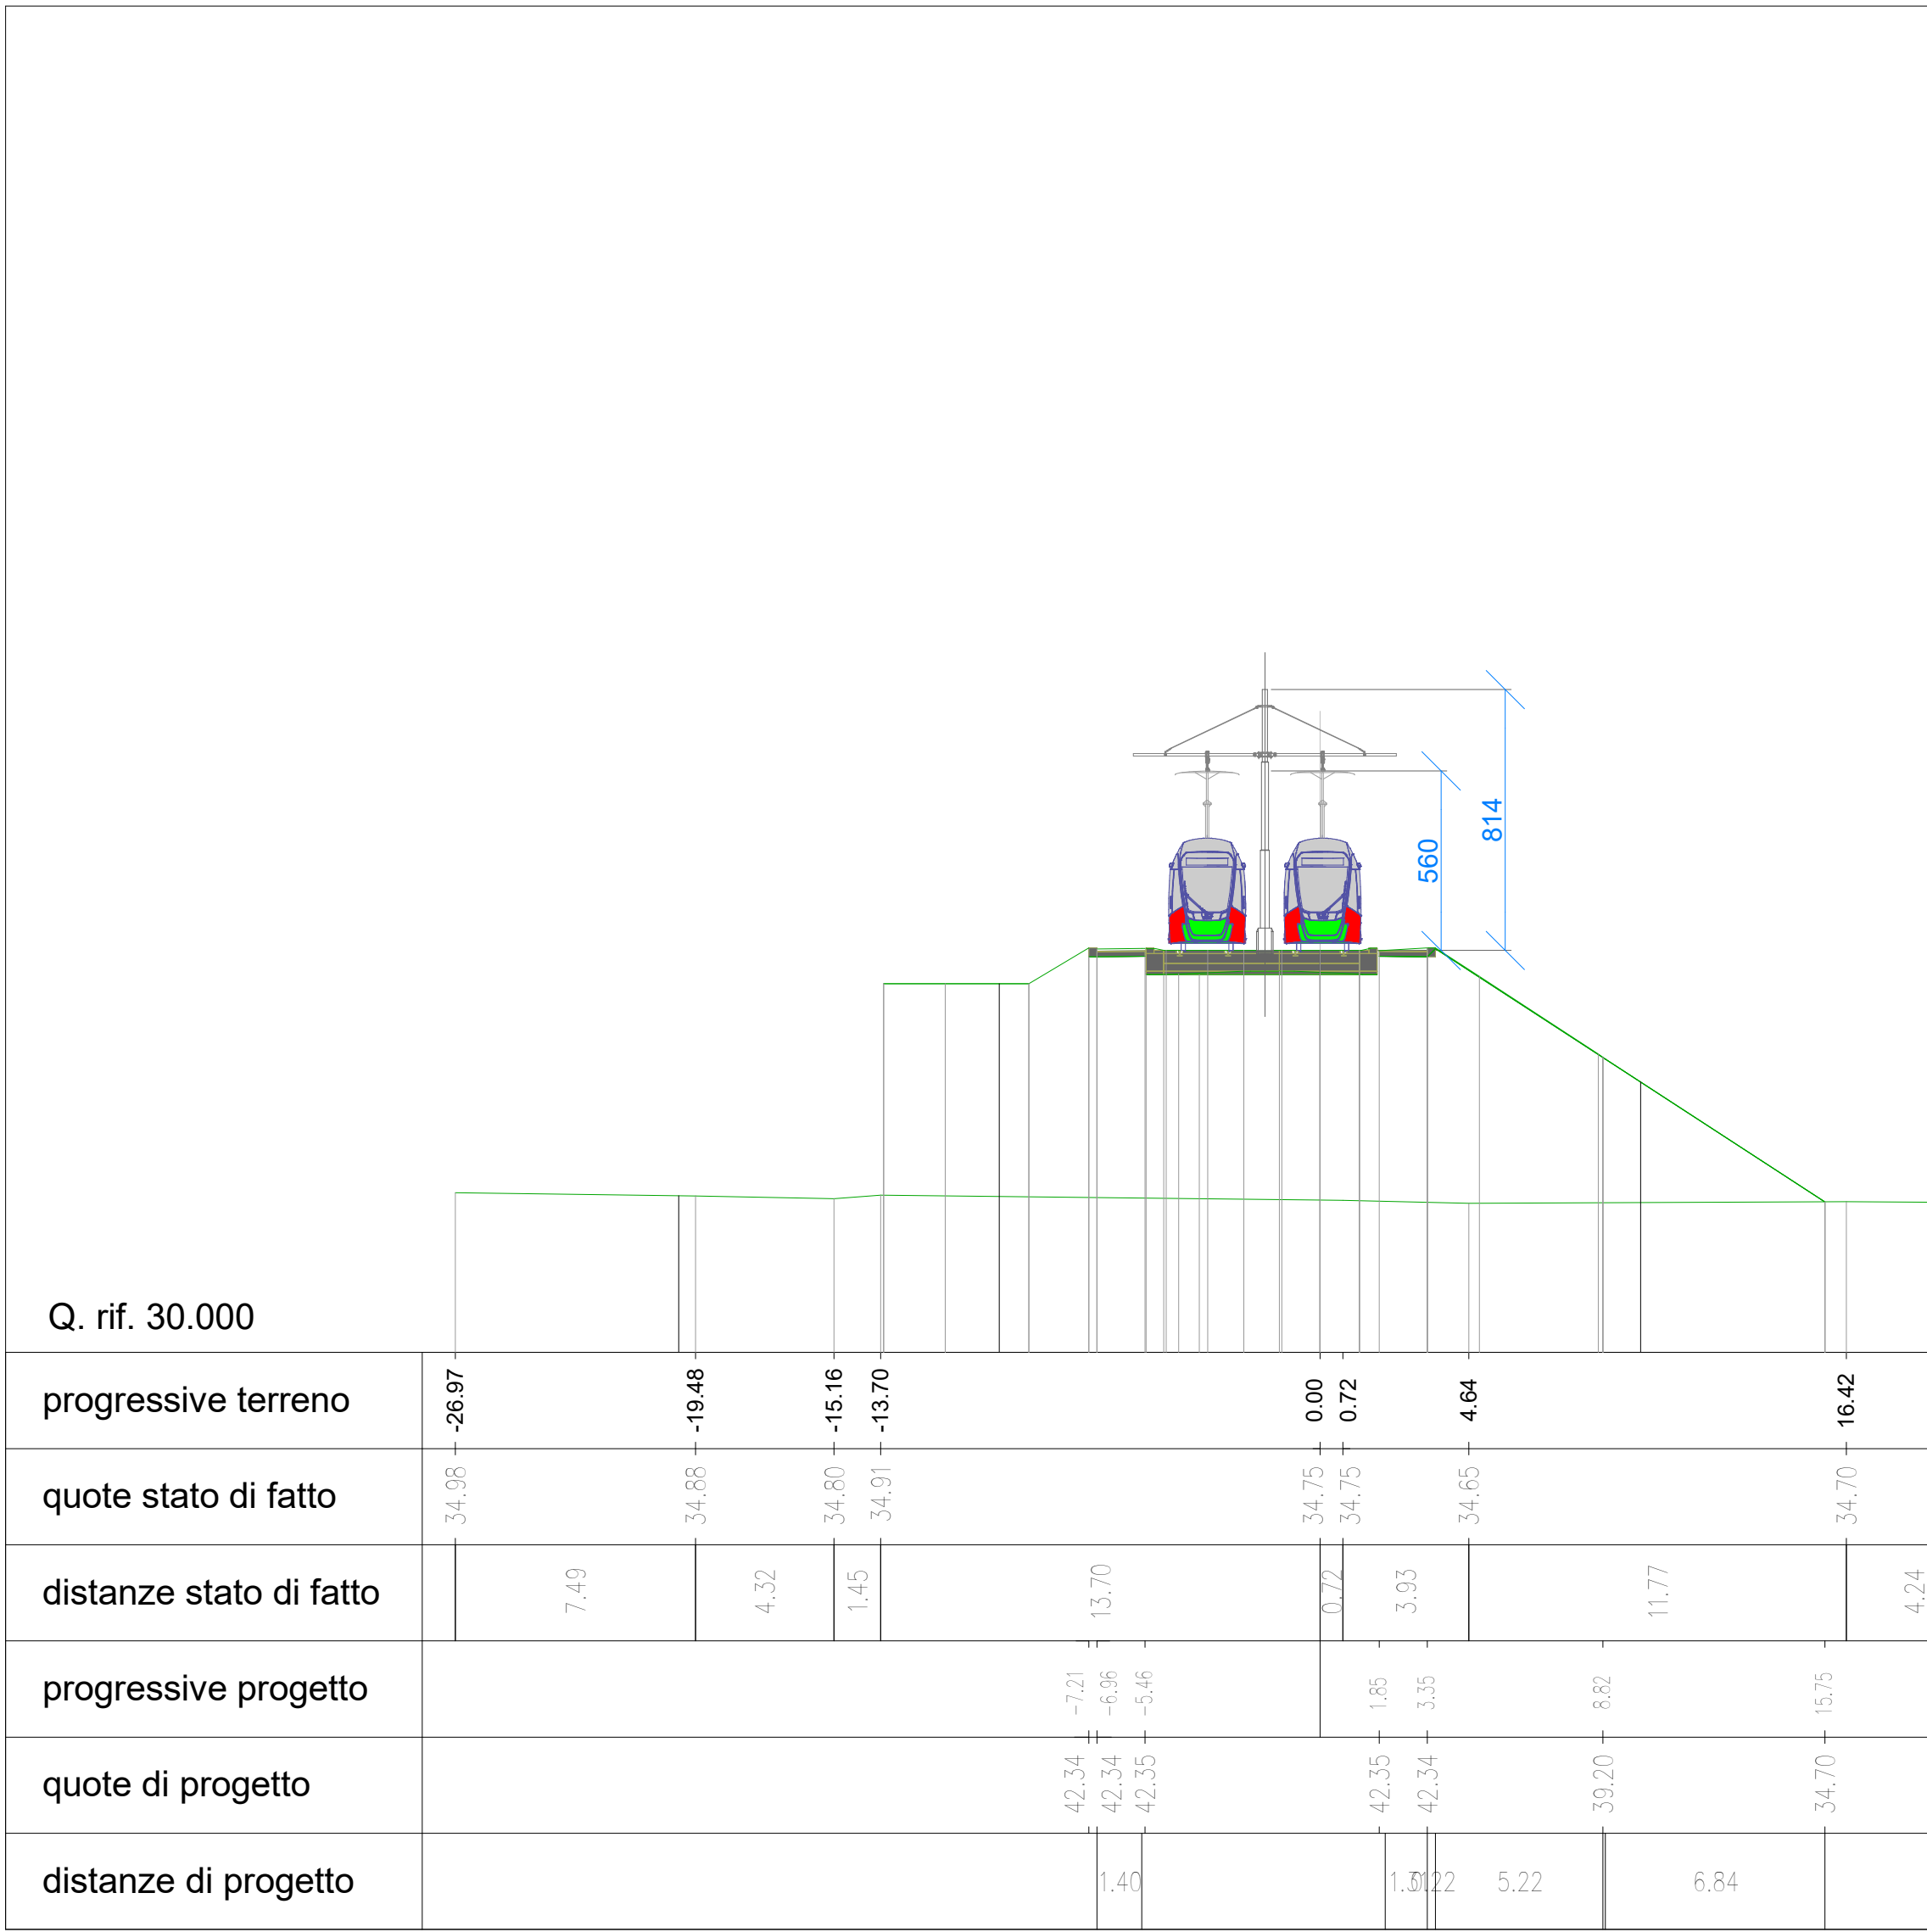 814
560
Q. rif. 30.000
progressive terreno -26.97 -19.48 -15.16 -13.70 0.00 0.72 4.64 16.42
quote stato di fatto 34.98 34.88 34.80 34.91 34.75 34.75 34.65 34.70
distanze stato di fatto 7.49 4.32 1.45 13.70 0.72 3.93 11.77 4.24
progressive progetto -7.21 -6.96 -5.46 1.85 3.35 8.82 15.75
quote di progetto 42.34 42.34 42.35 42.35 42.34 39.20 34.70
distanze di progetto 1.40 5.22 6.84